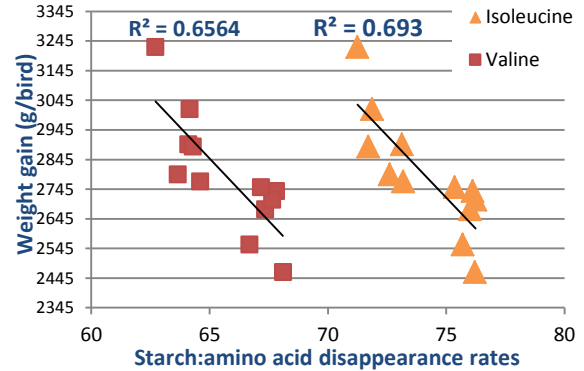 R² = 0.6564
R² = 0.693
Isoleucine
Valine
Weight gain (g/bird)
3345
3245
3145
3045
2945
2845
2745
2645
2545
2445
2345
60
65
70
75
80
Starch:amino acid disappearance rates